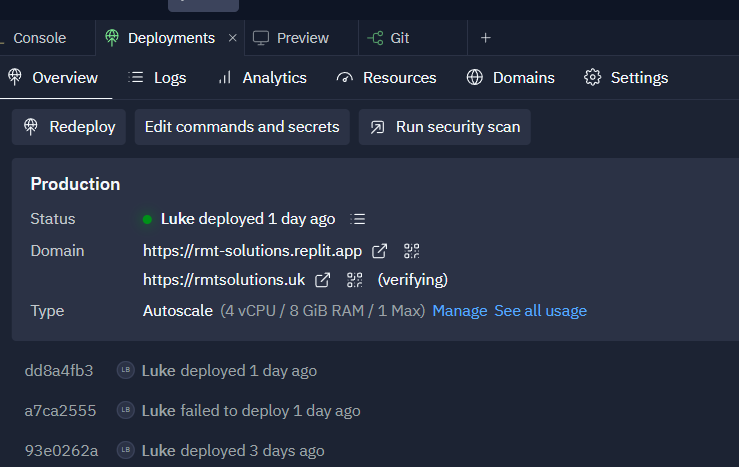 Console Deployments × Preview Git +
Overview Logs Analytics Resources Domains Settings
Redeploy Edit commands and secrets Run security scan
Production
Status Luke deployed 1 day ago
Domain https://rmt-solutions.replit.app
https://rmtsolutions.uk (verifying)
Type Autoscale (4 vCPU / 8 GiB RAM / 1 Max) Manage See all usage
dd8a4fb3 LB Luke deployed 1 day ago
a7ca2555 LB Luke failed to deploy 1 day ago
93e0262a LB Luke deployed 3 days ago